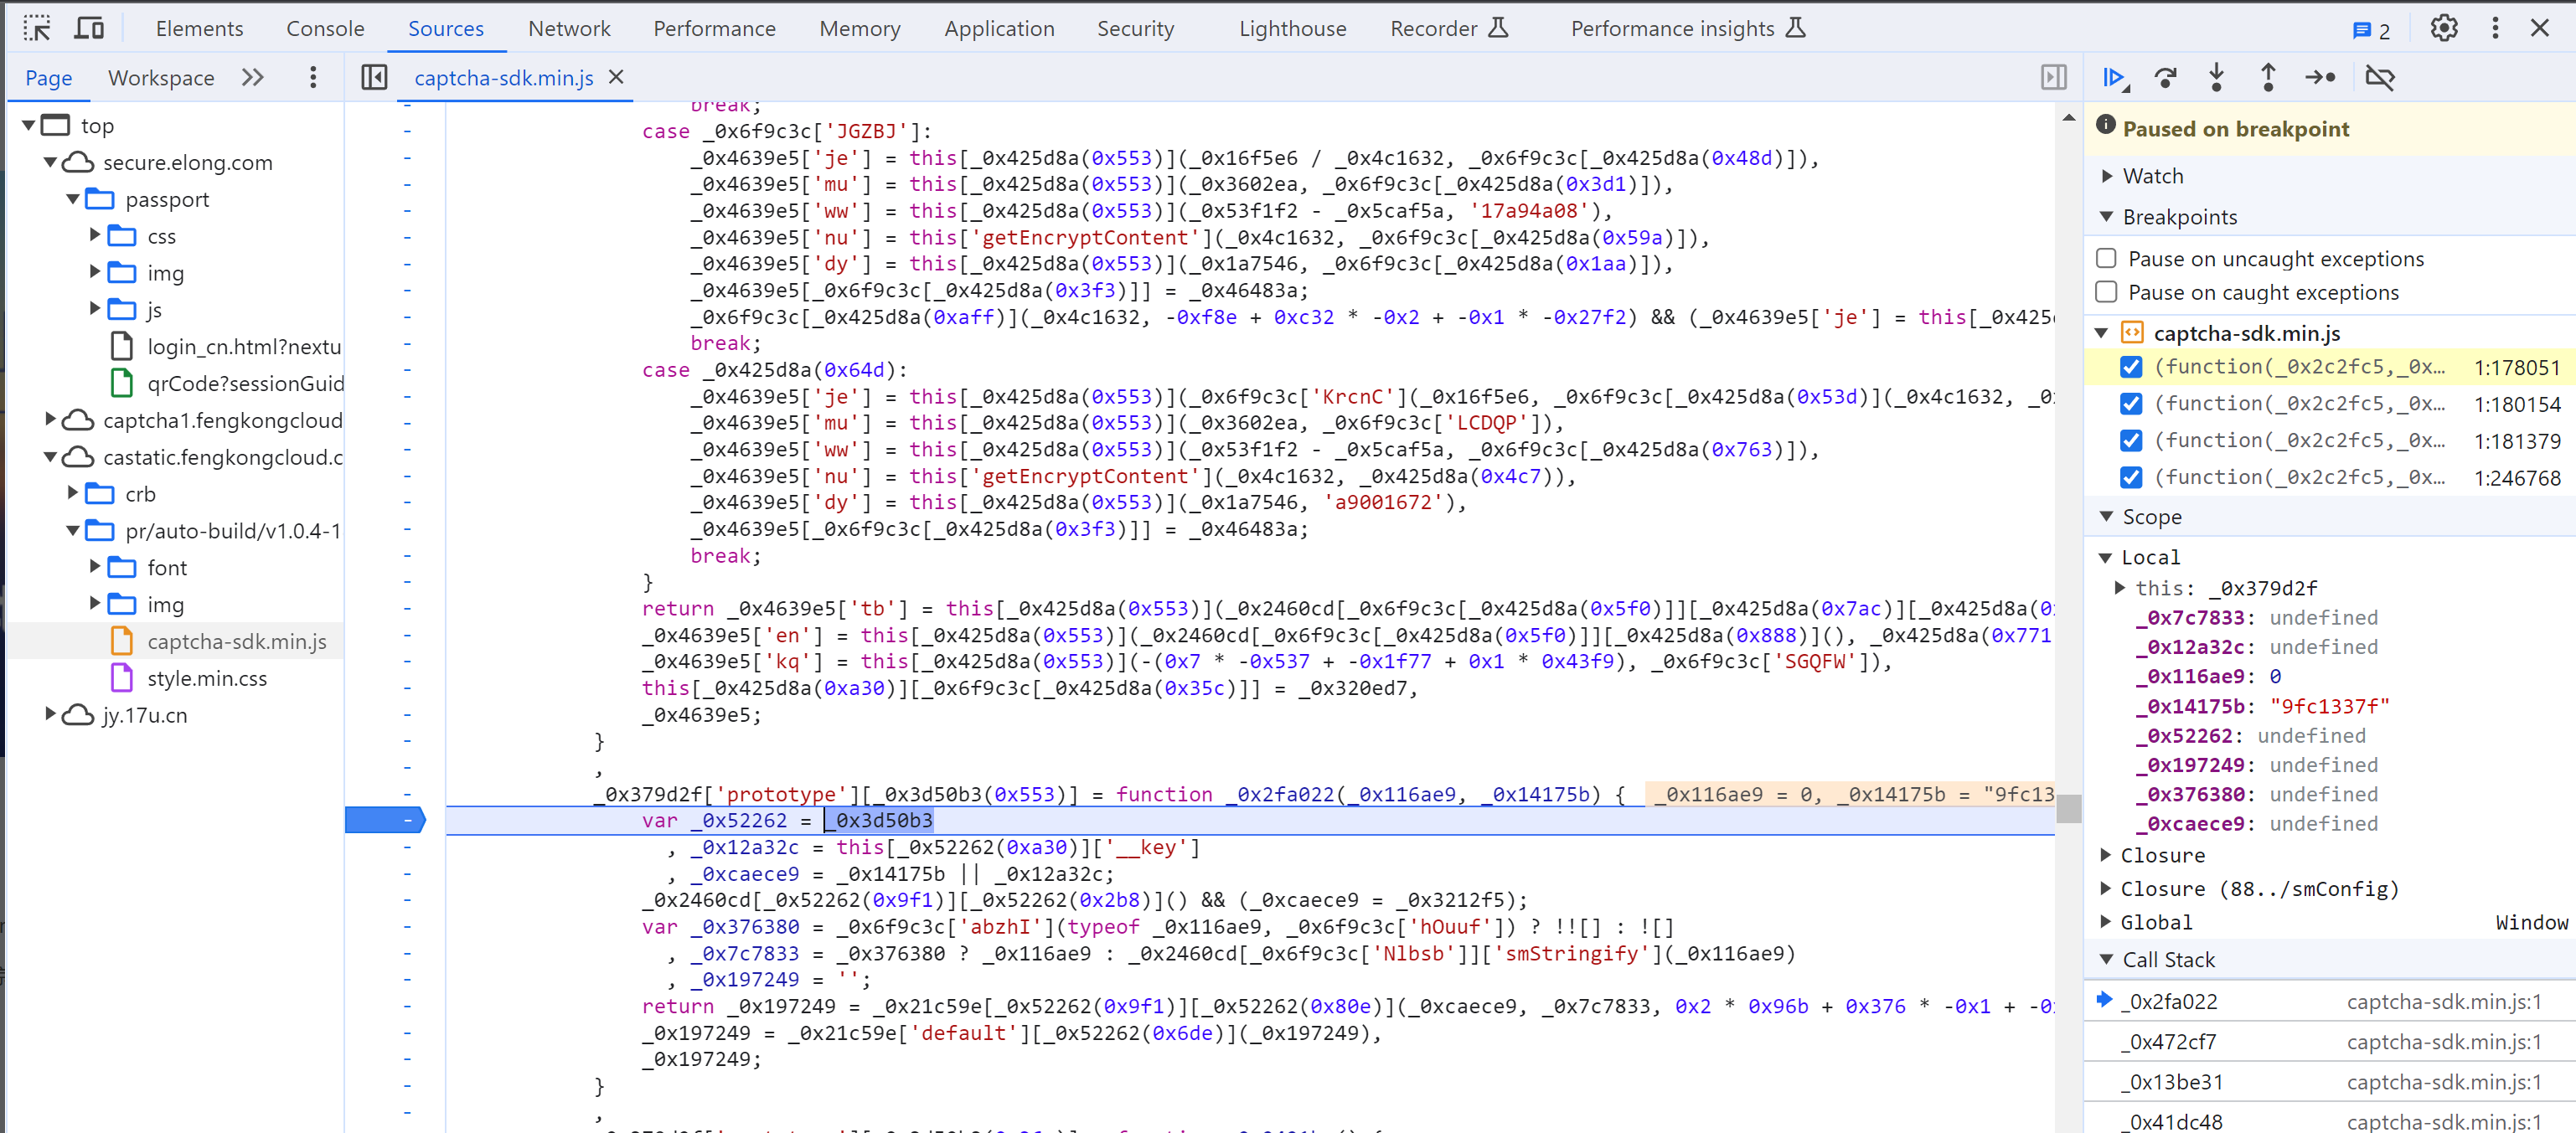 Elements Console Sources Network Performance Memory Application Security Lighthouse Recorder Performance insights 2
Page Workspace captcha-sdk.min.js
top
secure.elong.com
passport
css
img
js
login_cn.html?nextu
qrCode?sessionGuid
captcha1.fengkongcloud
castatic.fengkongcloud.c
crb
pr/auto-build/v1.0.4-1
font
img
captcha-sdk.min.js
style.min.css
jy.17u.cn
break;
case _0x6f9c3c['JGZBJ']:
_0x4639e5['je'] = this[_0x425d8a(0x553)](_0x16f5e6 / _0x4c1632, _0x6f9c3c[_0x425d8a(0x48d)]),
_0x4639e5['mu'] = this[_0x425d8a(0x553)](_0x3602ea, _0x6f9c3c[_0x425d8a(0x3d1)]),
_0x4639e5['ww'] = this[_0x425d8a(0x553)](_0x53f1f2 - _0x5caf5a, '17a94a08'),
_0x4639e5['nu'] = this['getEncryptContent'](_0x4c1632, _0x6f9c3c[_0x425d8a(0x59a)]),
_0x4639e5['dy'] = this[_0x425d8a(0x553)](_0x1a7546, _0x6f9c3c[_0x425d8a(0x1aa)]),
_0x4639e5[_0x6f9c3c[_0x425d8a(0x3f3)]] = _0x46483a;
_0x6f9c3c[_0x425d8a(0xaff)](_0x4c1632, -0xf8e + 0xc32 * -0x2 + -0x1 * -0x27f2) && (_0x4639e5['je'] = this[_0x425
break;
case _0x425d8a(0x64d):
_0x4639e5['je'] = this[_0x425d8a(0x553)](_0x6f9c3c['KrcnC'](_0x16f5e6, _0x6f9c3c[_0x425d8a(0x53d)](_0x4c1632, _0
_0x4639e5['mu'] = this[_0x425d8a(0x553)](_0x3602ea, _0x6f9c3c['LCDQP']),
_0x4639e5['ww'] = this[_0x425d8a(0x553)](_0x53f1f2 - _0x5caf5a, _0x6f9c3c[_0x425d8a(0x763)]),
_0x4639e5['nu'] = this['getEncryptContent'](_0x4c1632, _0x425d8a(0x4c7)),
_0x4639e5['dy'] = this[_0x425d8a(0x553)](_0x1a7546, 'a9001672'),
_0x4639e5[_0x6f9c3c[_0x425d8a(0x3f3)]] = _0x46483a;
break;
}
return _0x4639e5['tb'] = this[_0x425d8a(0x553)](_0x2460cd[_0x6f9c3c[_0x425d8a(0x5f0)]][_0x425d8a(0x7ac)][_0x425d8a(0
_0x4639e5['en'] = this[_0x425d8a(0x553)](_0x2460cd[_0x6f9c3c[_0x425d8a(0x5f0)]][_0x425d8a(0x888)](), _0x425d8a(0x771
_0x4639e5['kq'] = this[_0x425d8a(0x553)](-(0x7 * -0x537 + -0x1f77 + 0x1 * 0x43f9), _0x6f9c3c['SGQFW']),
this[_0x425d8a(0xa30)][_0x6f9c3c[_0x425d8a(0x35c)]] = _0x320ed7,
_0x4639e5;
}
,
_0x379d2f['prototype'][_0x3d50b3(0x553)] = function _0x2fa022(_0x116ae9, _0x14175b) { _0x116ae9 = 0, _0x14175b = "9fc13
var _0x52262 = _0x3d50b3
, _0x12a32c = this[_0x52262(0xa30)]['__key']
, _0xcaece9 = _0x14175b || _0x12a32c;
_0x2460cd[_0x52262(0x9f1)][_0x52262(0x2b8)]() && (_0xcaece9 = _0x3212f5);
var _0x376380 = _0x6f9c3c['abzhI'](typeof _0x116ae9, _0x6f9c3c['hOuuf']) ? !![] : ![]
, _0x7c7833 = _0x376380 ? _0x116ae9 : _0x2460cd[_0x6f9c3c['Nlbsb']]['smStringify'](_0x116ae9)
, _0x197249 = '';
return _0x197249 = _0x21c59e[_0x52262(0x9f1)][_0x52262(0x80e)](_0xcaece9, _0x7c7833, 0x2 * 0x96b + 0x376 * -0x1 + -0
_0x197249 = _0x21c59e['default'][_0x52262(0x6de)](_0x197249),
_0x197249;
}
,
Paused on breakpoint
Watch
Breakpoints
Pause on uncaught exceptions
Pause on caught exceptions
captcha-sdk.min.js
(function(_0x2c2fc5,_0x… 1:178051
(function(_0x2c2fc5,_0x… 1:180154
(function(_0x2c2fc5,_0x… 1:181379
(function(_0x2c2fc5,_0x… 1:246768
Scope
Local
this: _0x379d2f
_0x7c7833: undefined
_0x12a32c: undefined
_0x116ae9: 0
_0x14175b: "9fc1337f"
_0x52262: undefined
_0x197249: undefined
_0x376380: undefined
_0xcaece9: undefined
Closure
Closure (88../smConfig)
Global Window
Call Stack
_0x2fa022 captcha-sdk.min.js:1
_0x472cf7 captcha-sdk.min.js:1
_0x13be31 captcha-sdk.min.js:1
_0x41dc48 captcha-sdk.min.js:1